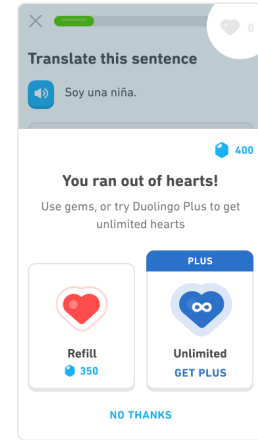 0
Translate this sentence
Soy una niña.
400
You ran out of hearts!
Use gems, or try Duolingo Plus to get
unlimited hearts
PLUS
Refill
350
Unlimited
GET PLUS
NO THANKS